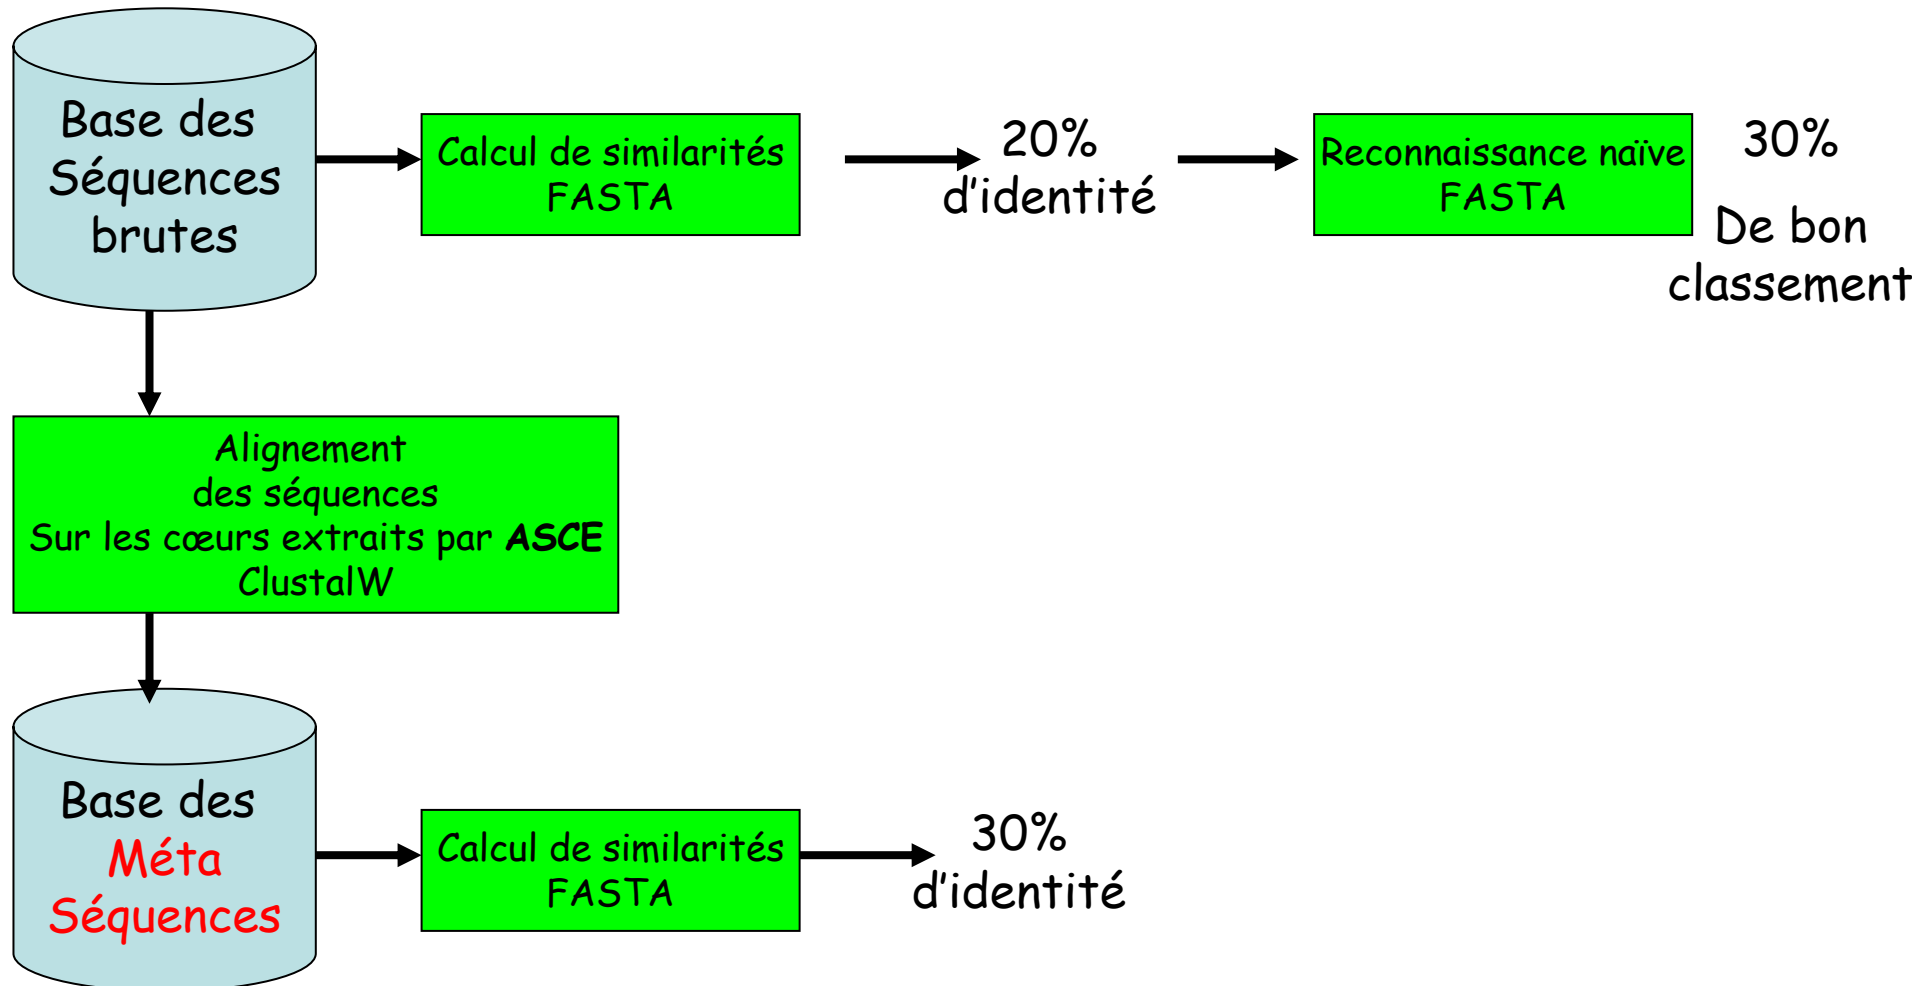 Base des
Séquences
brutes
Calcul de similarités
FASTA
20%
d'identité
Reconnaissance naïve
FASTA
30%
De bon
classement
Alignement
des séquences
Sur les cœurs extraits par ASCE
ClustalW
Base des
Méta
Séquences
Calcul de similarités
FASTA
30%
d'identité